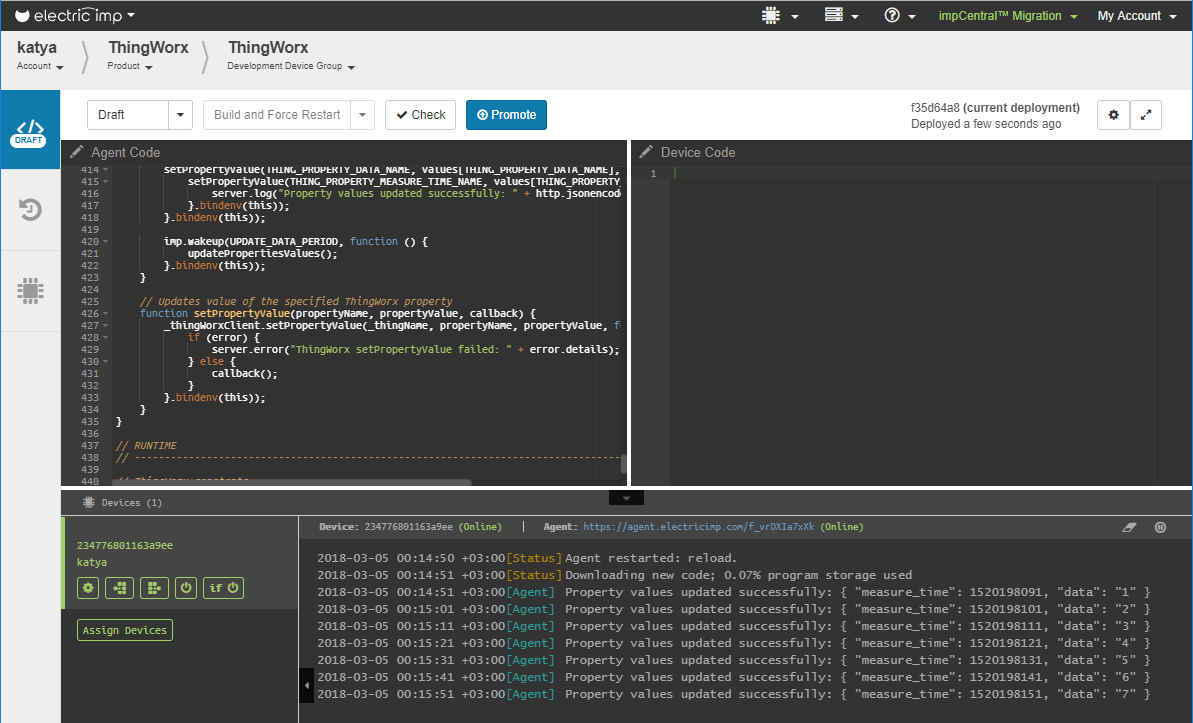 electric imp
impCentral™ Migration
My Account
katya
Account
ThingWorx
Product
ThingWorx
Development Device Group
DRAFT
Draft
Build and Force Restart
Check
Promote
f35d64a8 (current deployment)
Deployed a few seconds ago
Agent Code
414 setPropertyValue(THING_PROPERTY_DATA_NAME, values[THING_PROPERTY_DATA_NAME],
415 setPropertyValue(THING_PROPERTY_MEASURE_TIME_NAME, values[THING_PROPERTY
416 server.log("Property values updated successfully: " + http.jsonencod
417 }.bindenv(this));
418 }.bindenv(this));
419
420 imp.wakeup(UPDATE_DATA_PERIOD, function () {
421 updatePropertiesValues();
422 }.bindenv(this));
423 }
424
425 // Updates value of the specified ThingWorx property
426 function setPropertyValue(propertyName, propertyValue, callback) {
427 _thingWorxClient.setPropertyValue(_thingName, propertyName, propertyValue, f
428 if (error) {
429 server.error("ThingWorx setPropertyValue failed: " + error.details);
430 } else {
431 callback();
432 }
433 }.bindenv(this));
434 }
435 }
436
437 // RUNTIME
438 // ---------------------------------------------------------------------------------
439
440 // ThingWorx constants
Device Code
1
Devices (1)
234776801163a9ee
katya
if
Assign Devices
Device: 234776801163a9ee (Online) | Agent: https://agent.electricimp.com/f_vrDXIa7xXk (Online)
2018-03-05 00:14:50 +03:00[Status] Agent restarted: reload.
2018-03-05 00:14:51 +03:00[Status] Downloading new code; 0.07% program storage used
2018-03-05 00:14:51 +03:00[Agent] Property values updated successfully: { "measure_time": 1520198091, "data": "1" }
2018-03-05 00:15:01 +03:00[Agent] Property values updated successfully: { "measure_time": 1520198101, "data": "2" }
2018-03-05 00:15:11 +03:00[Agent] Property values updated successfully: { "measure_time": 1520198111, "data": "3" }
2018-03-05 00:15:21 +03:00[Agent] Property values updated successfully: { "measure_time": 1520198121, "data": "4" }
2018-03-05 00:15:31 +03:00[Agent] Property values updated successfully: { "measure_time": 1520198131, "data": "5" }
2018-03-05 00:15:41 +03:00[Agent] Property values updated successfully: { "measure_time": 1520198141, "data": "6" }
2018-03-05 00:15:51 +03:00[Agent] Property values updated successfully: { "measure_time": 1520198151, "data": "7" }